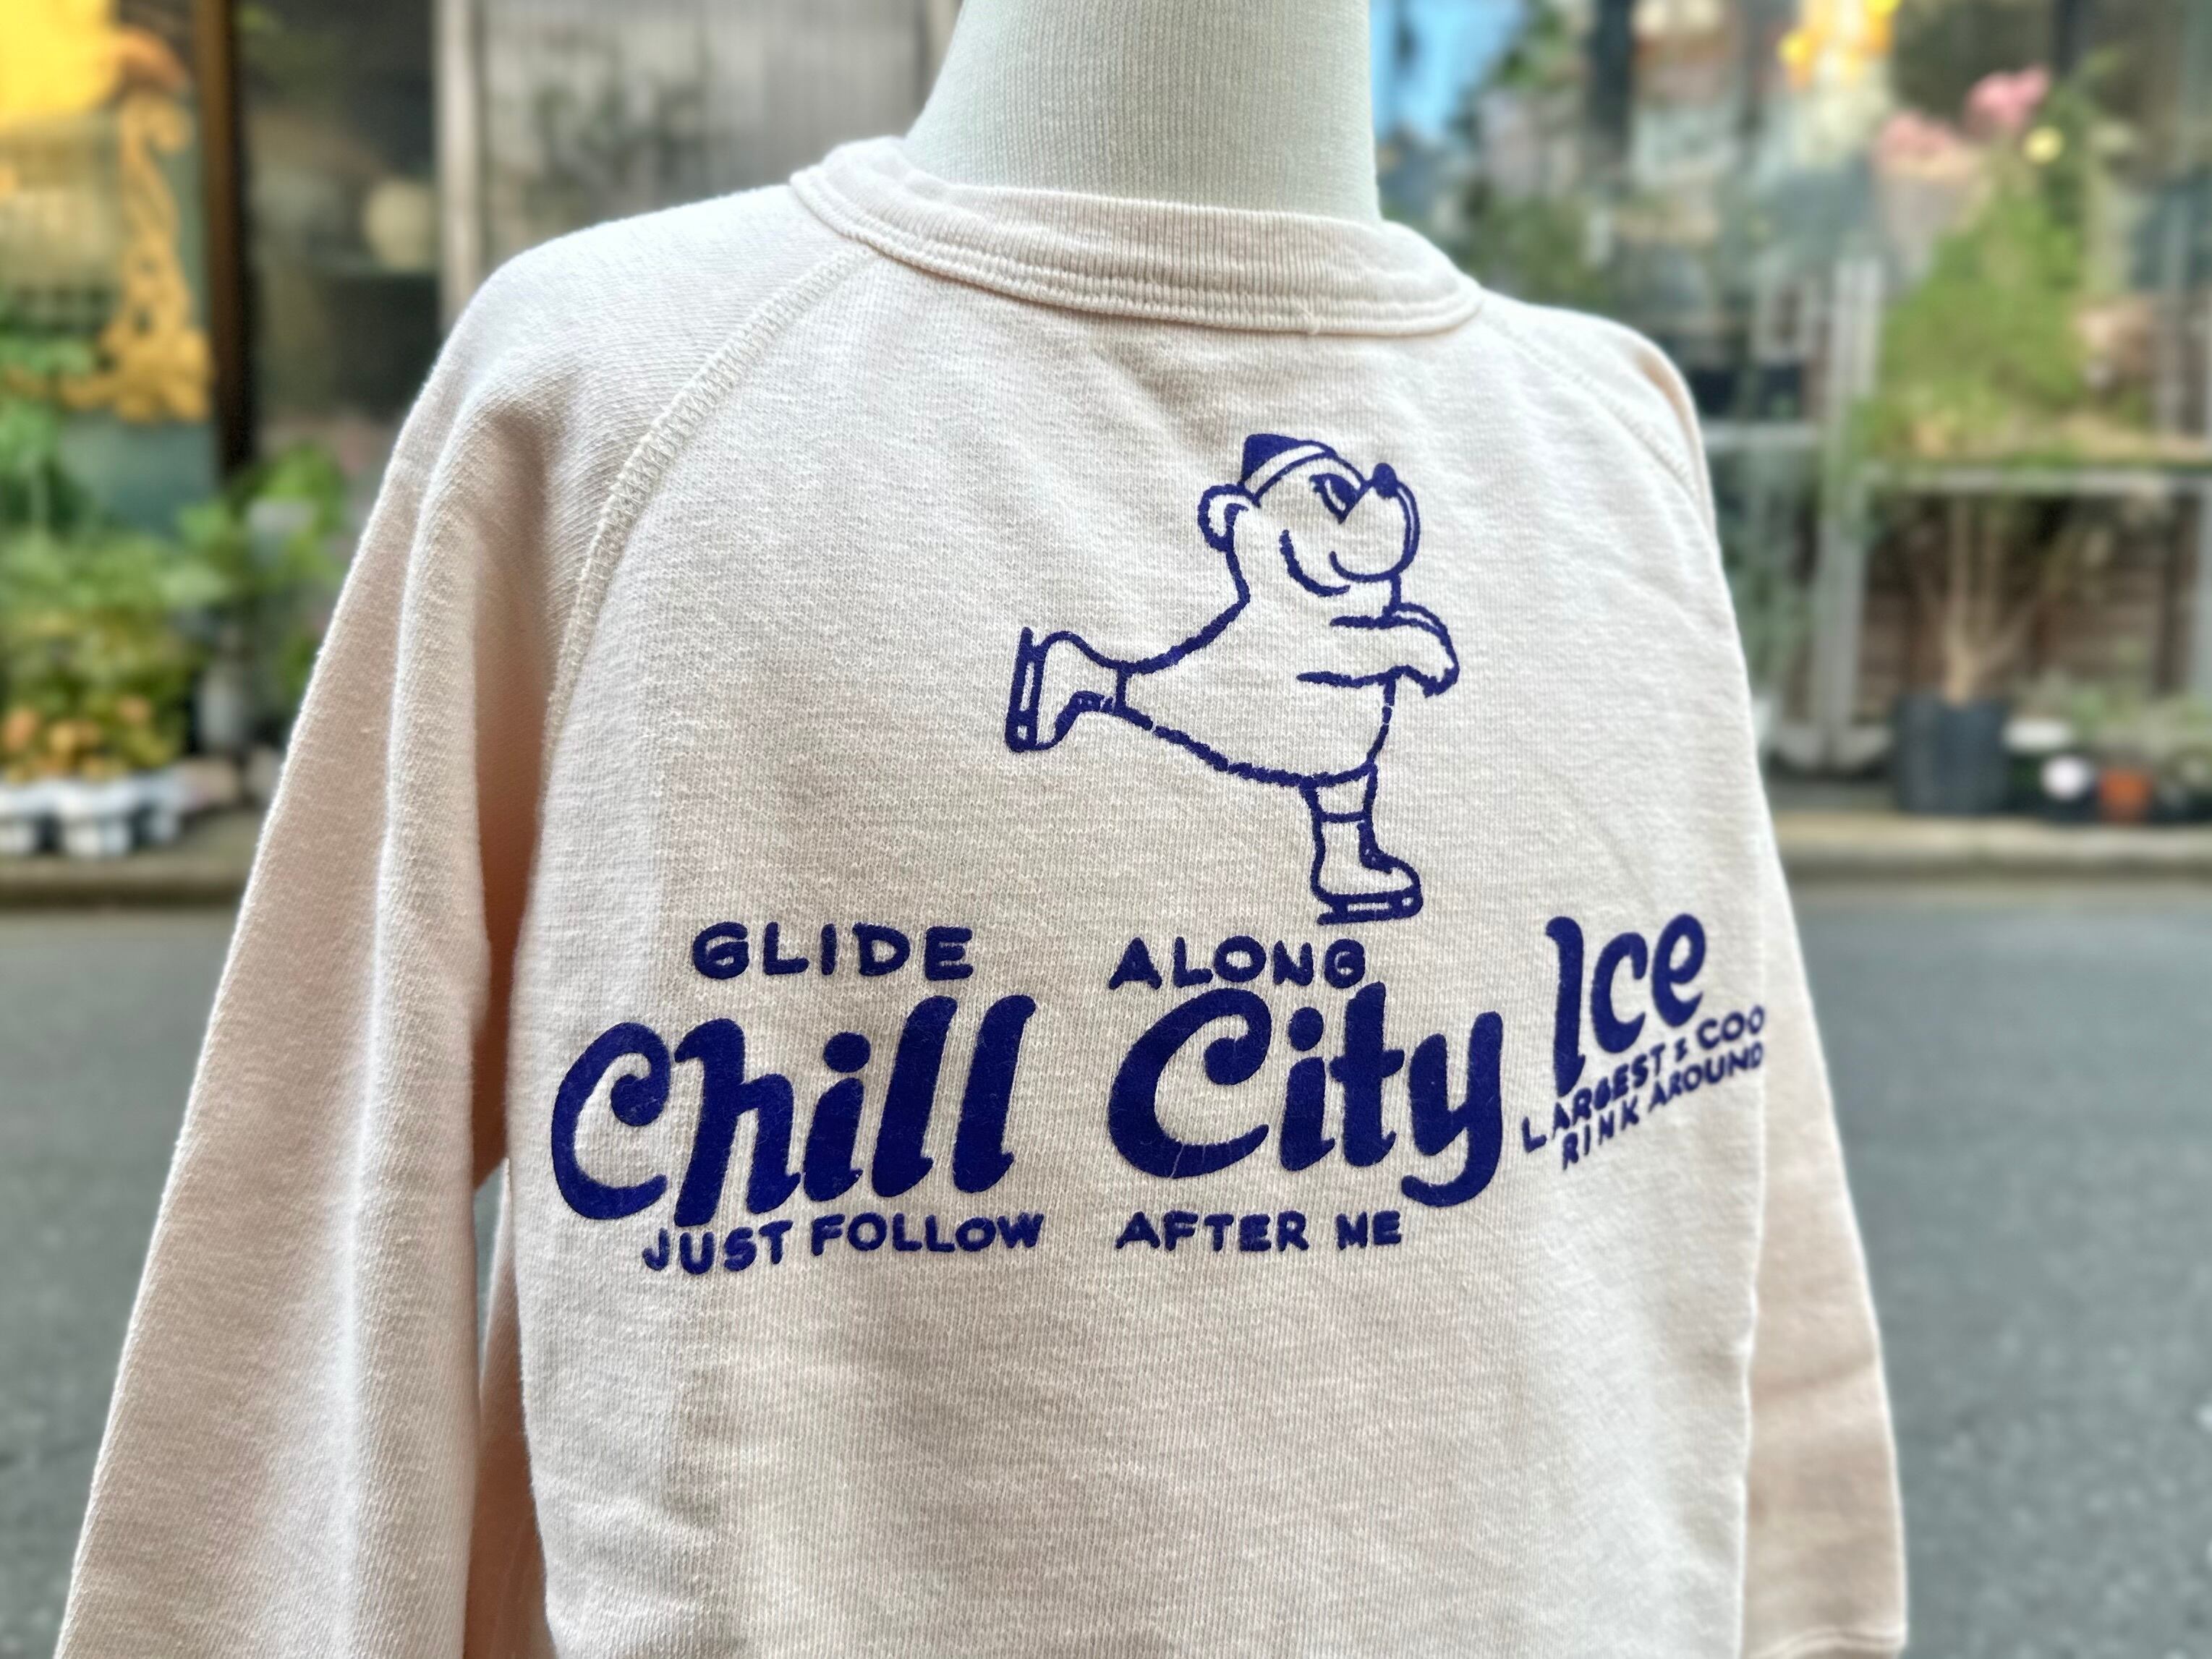 GLIDE ALONG
Chill City Ice
LARGEST & COO
RINK AROUND
JUST FOLLOW AFTER ME